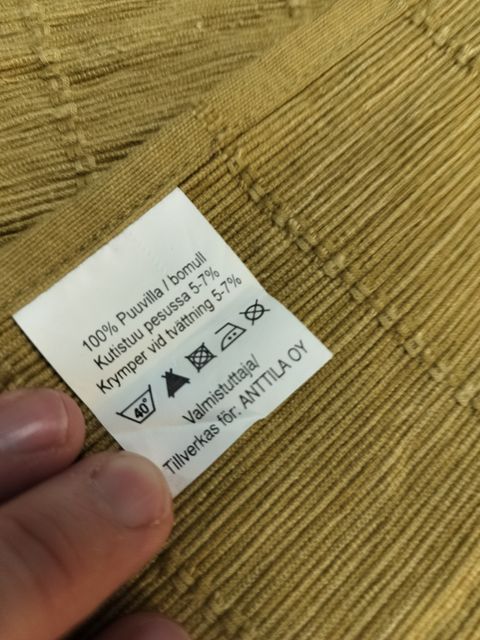 100% Puuvilla / bomull
Kutistuu pesussa 5-7%
Krymper vid tvättning 5-7%
40°
Valmistuttaja/
Tillverkas för: ANTTILA OY